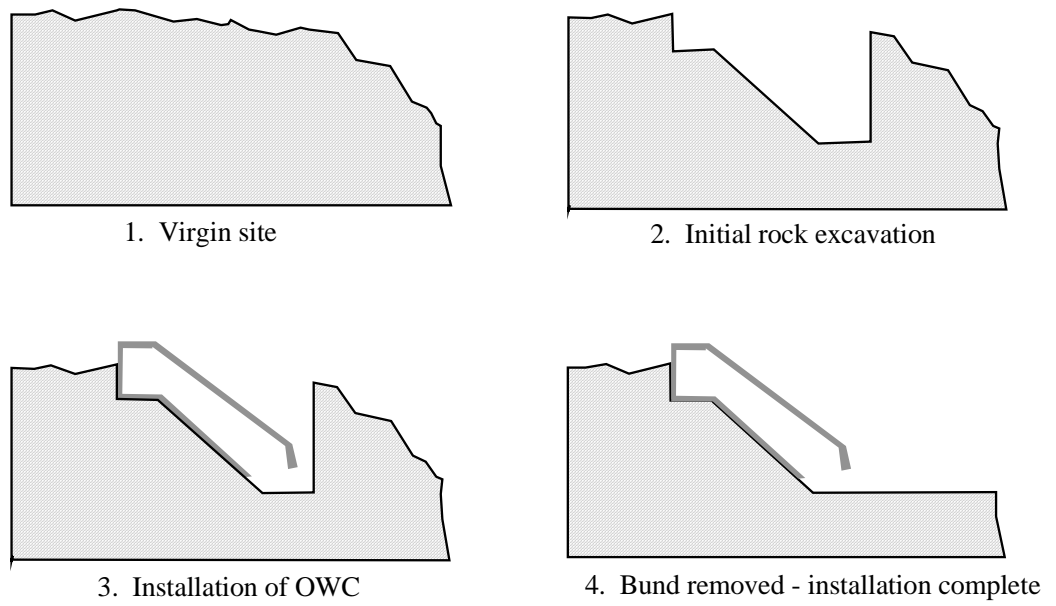 1. Virgin site
2. Initial rock excavation
3. Installation of OWC
4. Bund removed - installation complete